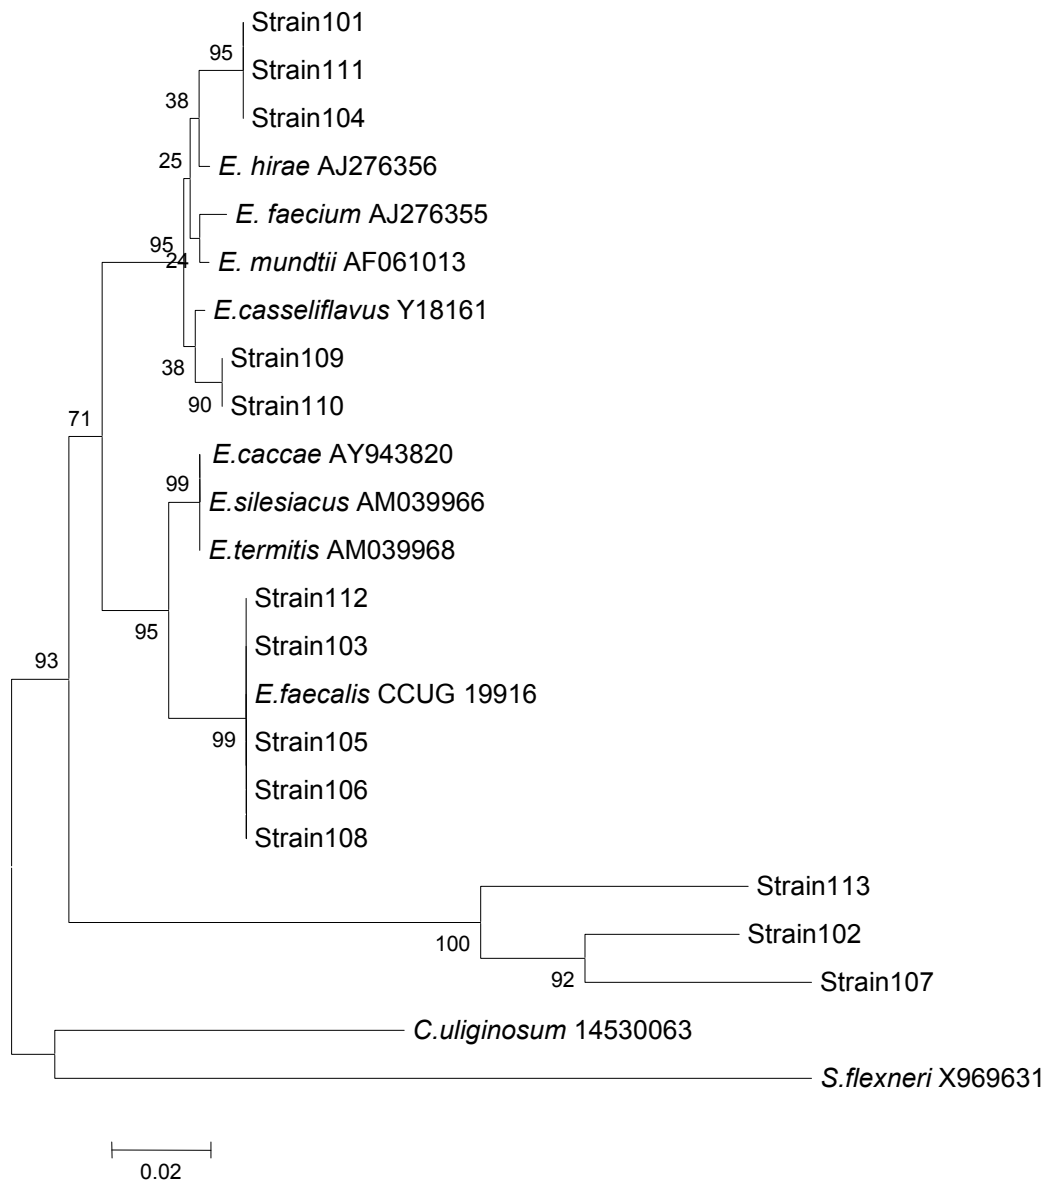 Strain101
95
Strain111
38
Strain104
25
E. hirae AJ276356
E. faecium AJ276355
95
24
E. mundtii AF061013
E.casseliflavus Y18161
38
Strain109
90
Strain110
71
E.caccae AY943820
99
E.silesiacus AM039966
E.termitis AM039968
Strain112
95
Strain103
93
E.faecalis CCUG 19916
99
Strain105
Strain106
Strain108
Strain113
100
Strain102
92
Strain107
C.uliginosum 14530063
S.flexneri X969631
0.02